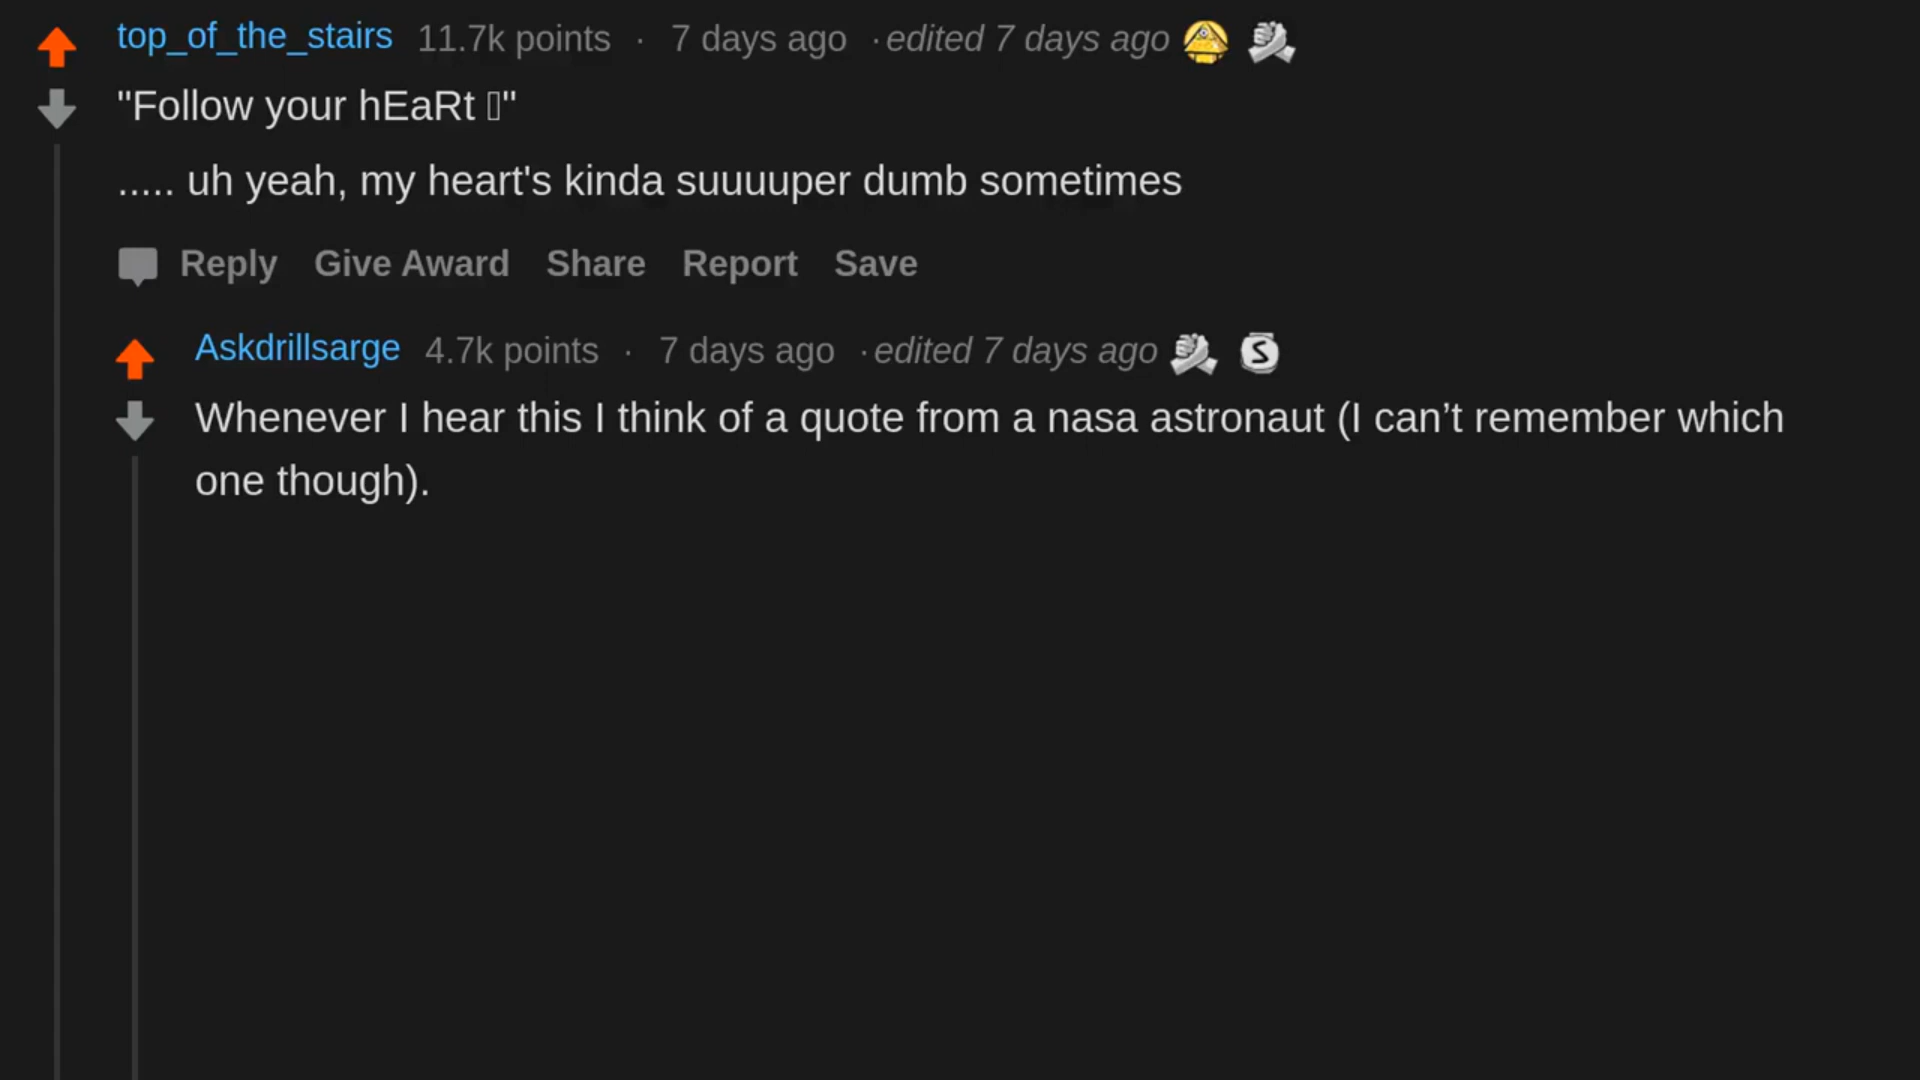 top_of_the_stairs 11.7k points · 7 days ago · edited 7 days ago
"Follow your hEaRt ▯"
..... uh yeah, my heart's kinda suuuuper dumb sometimes
Reply Give Award Share Report Save
Askdrillsarge 4.7k points · 7 days ago · edited 7 days ago
Whenever I hear this I think of a quote from a nasa astronaut (I can’t remember which
one though).